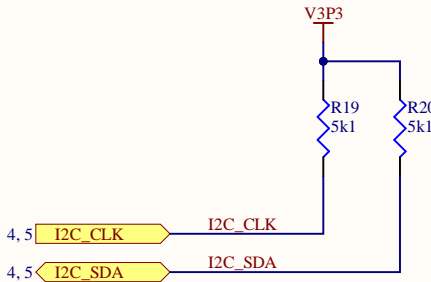 V3P3
R19
5k1
R20
5k1
I2C_CLK
4, 5 I2C_CLK
I2C_SDA
4, 5 I2C_SDA